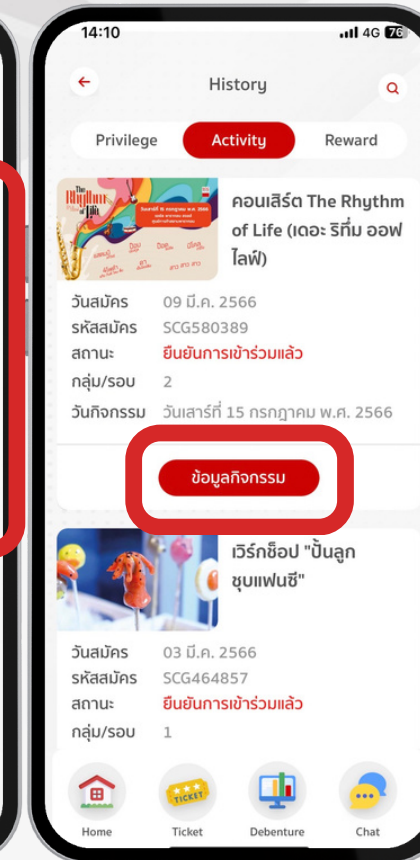 14:10
4G 76
History
Privilege
Activity
Reward
The
Rhythm
of Life
คอนเสิร์ต The Rhythm
of Life (เดอะ ริทึ่ม ออฟ
ไลฟ์)
วันสมัคร 09 มี.ค. 2566
รหัสสมัคร SCG580389
สถานะ ยืนยันการเข้าร่วมแล้ว
กลุ่ม/รอบ 2
วันกิจกรรม วันเสาร์ที่ 15 กรกฎาคม พ.ศ. 2566
ข้อมูลกิจกรรม
เวิร์กช็อป "ปั้นลูก
ชุบแฟนซี"
วันสมัคร 03 มี.ค. 2566
รหัสสมัคร SCG464857
สถานะ ยืนยันการเข้าร่วมแล้ว
กลุ่ม/รอบ 1
TICKET
Home
Ticket
Debenture
Chat